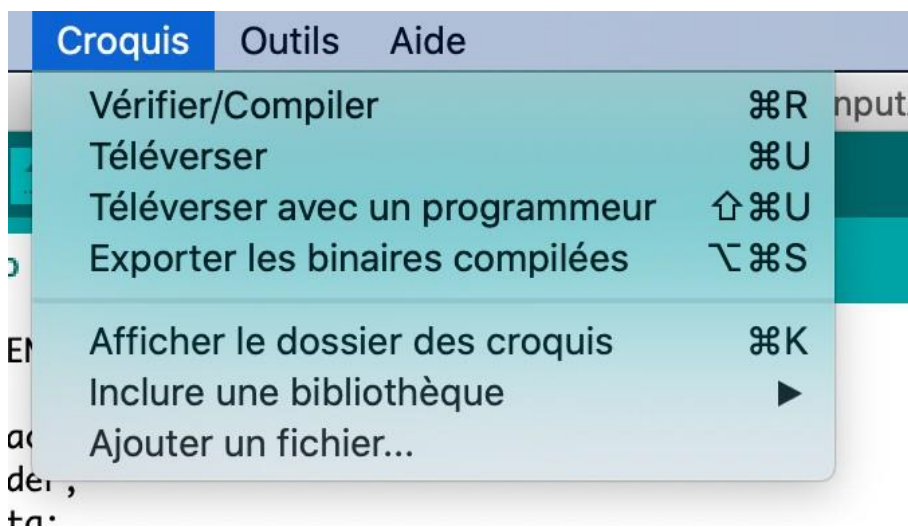 Croquis Outils Aide
Vérifier/Compiler ⌘R
Téléverser ⌘U
Téléverser avec un programmeur ⇧⌘U
Exporter les binaires compilées ⌥⌘S
Afficher le dossier des croquis ⌘K
Inclure une bibliothèque ▶
Ajouter un fichier...